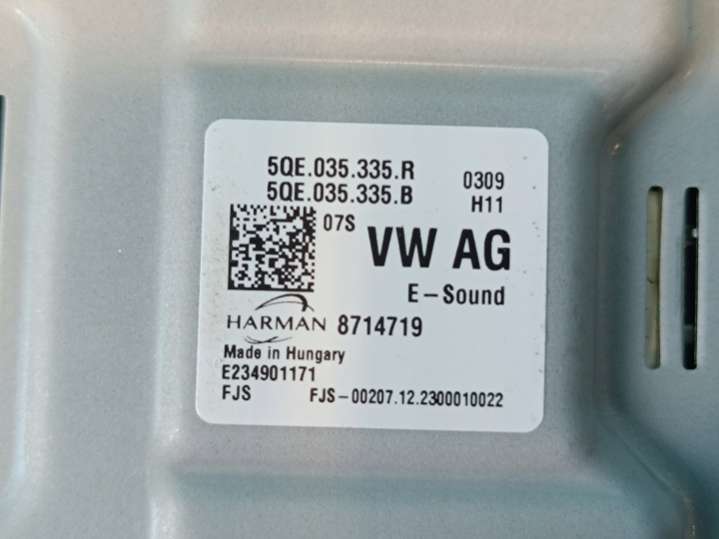 5QE.035.335.R
5QE.035.335.B
0309
H11
07S
VW AG
E-Sound
HARMAN 8714719
Made in Hungary
E234901171
FJS FJS-00207.12.2300010022